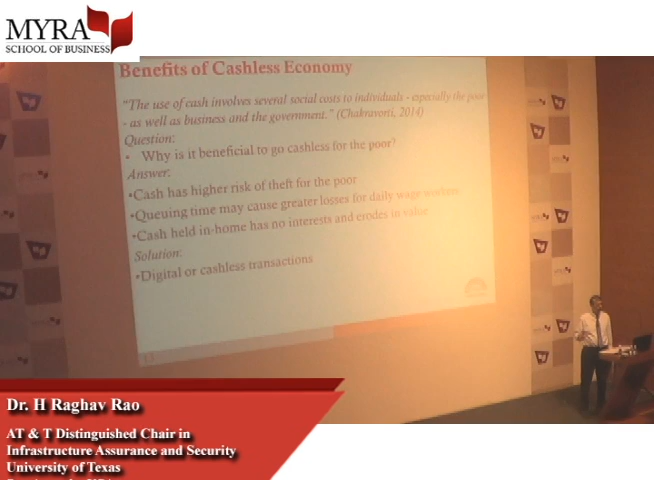 MYRA
SCHOOL OF BUSINESS
Benefits of Cashless Economy
“The use of cash involves several social costs to individuals - especially the poor
- as well as business and the government.” (Chakravorti, 2014)
Question:
• Why is it beneficial to go cashless for the poor?
Answer:
•Cash has higher risk of theft for the poor
•Queuing time may cause greater losses for daily wage workers
•Cash held in-home has no interests and erodes in value
Solution:
•Digital or cashless transactions
Dr. H Raghav Rao
AT & T Distinguished Chair in
Infrastructure Assurance and Security
University of Texas